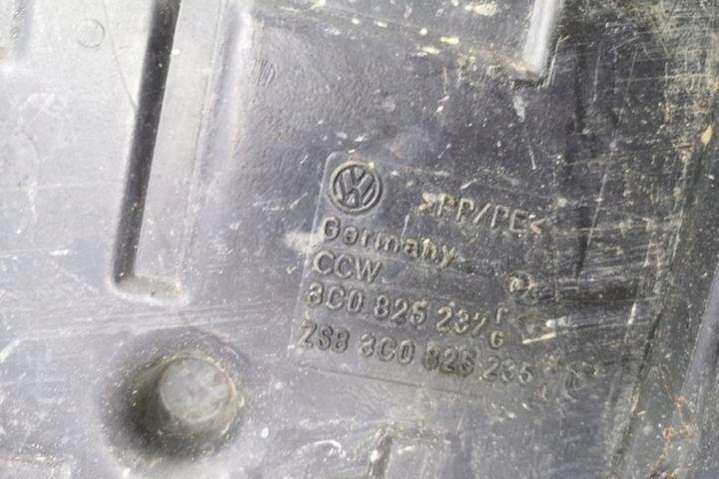 >PP/PE<
Germany
CCW
3C0 825 237 G
ZSB 3C0 825 235